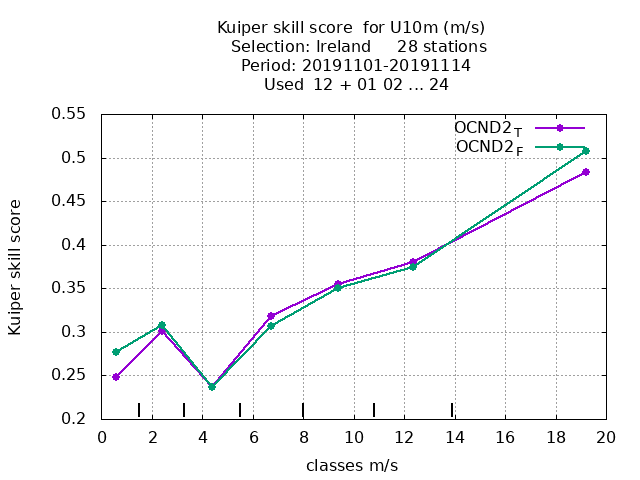 Kuiper skill score  for U10m (m/s)
Selection: Ireland     28 stations
Period: 20191101-20191114
Used  12 + 01 02 ... 24
OCND2T
OCND2F
0.55
0.5
0.45
0.4
0.35
0.3
0.25
0.2
Kuiper skill score
0 2 4 6 8 10 12 14 16 18 20
classes m/s